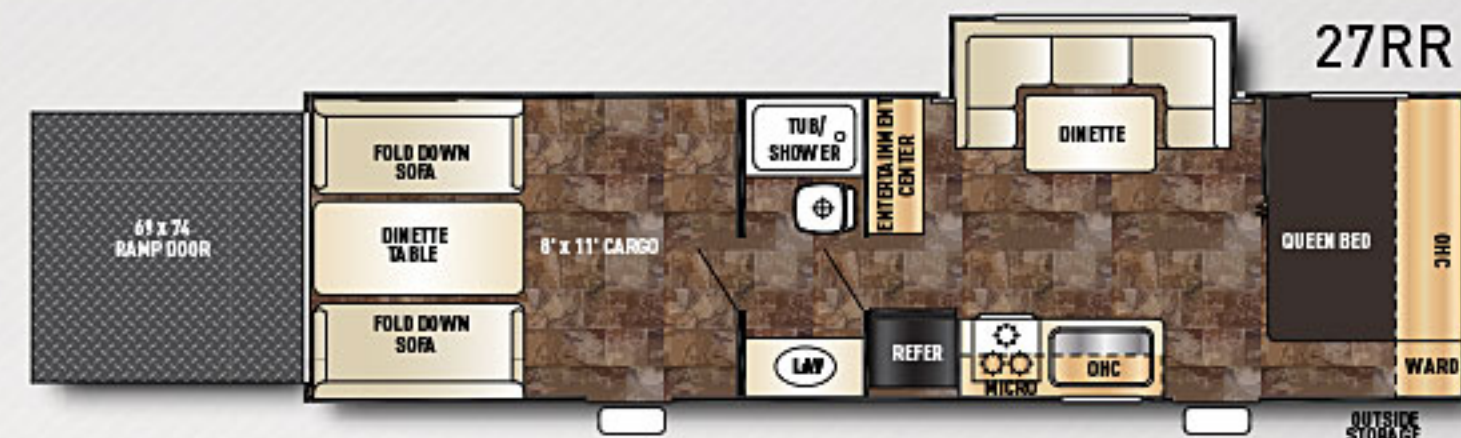 27RR
69 x 74
RAMP DOOR
FOLD DOWN
SOFA
DINETTE
TABLE
FOLD DOWN
SOFA
8' x 11' CARGO
TUB/
SHOWER
ENTERTAINMENT
CENTER
LAV
REFER
MICRO
OHC
DINETTE
QUEEN BED
OHC
WARD
OUTSIDE
STORAGE